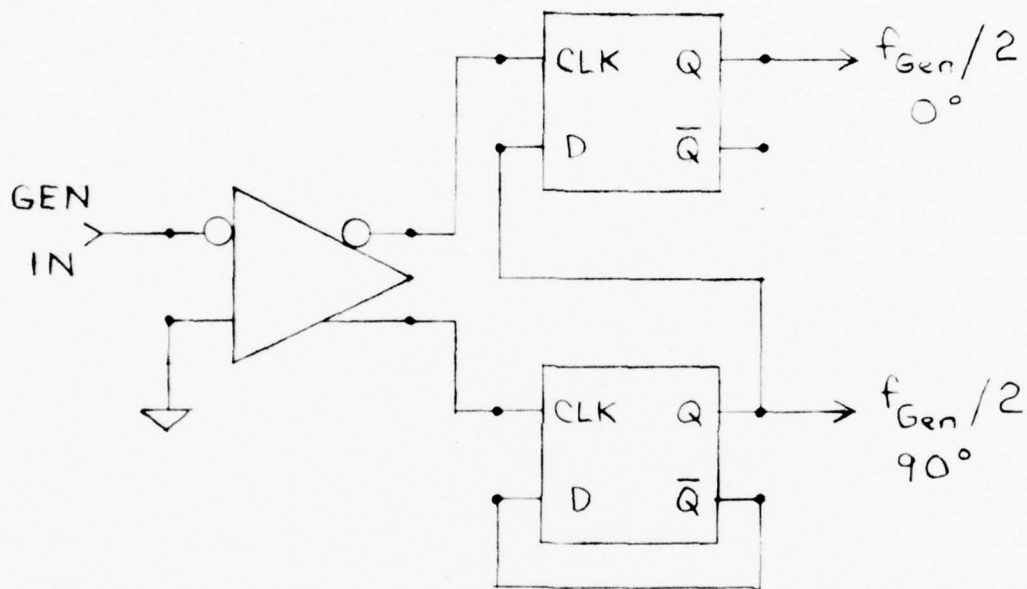 CLK Q
D Q̅
f_Gen/2
0°
GEN
IN
CLK Q
D Q̅
f_Gen/2
90°